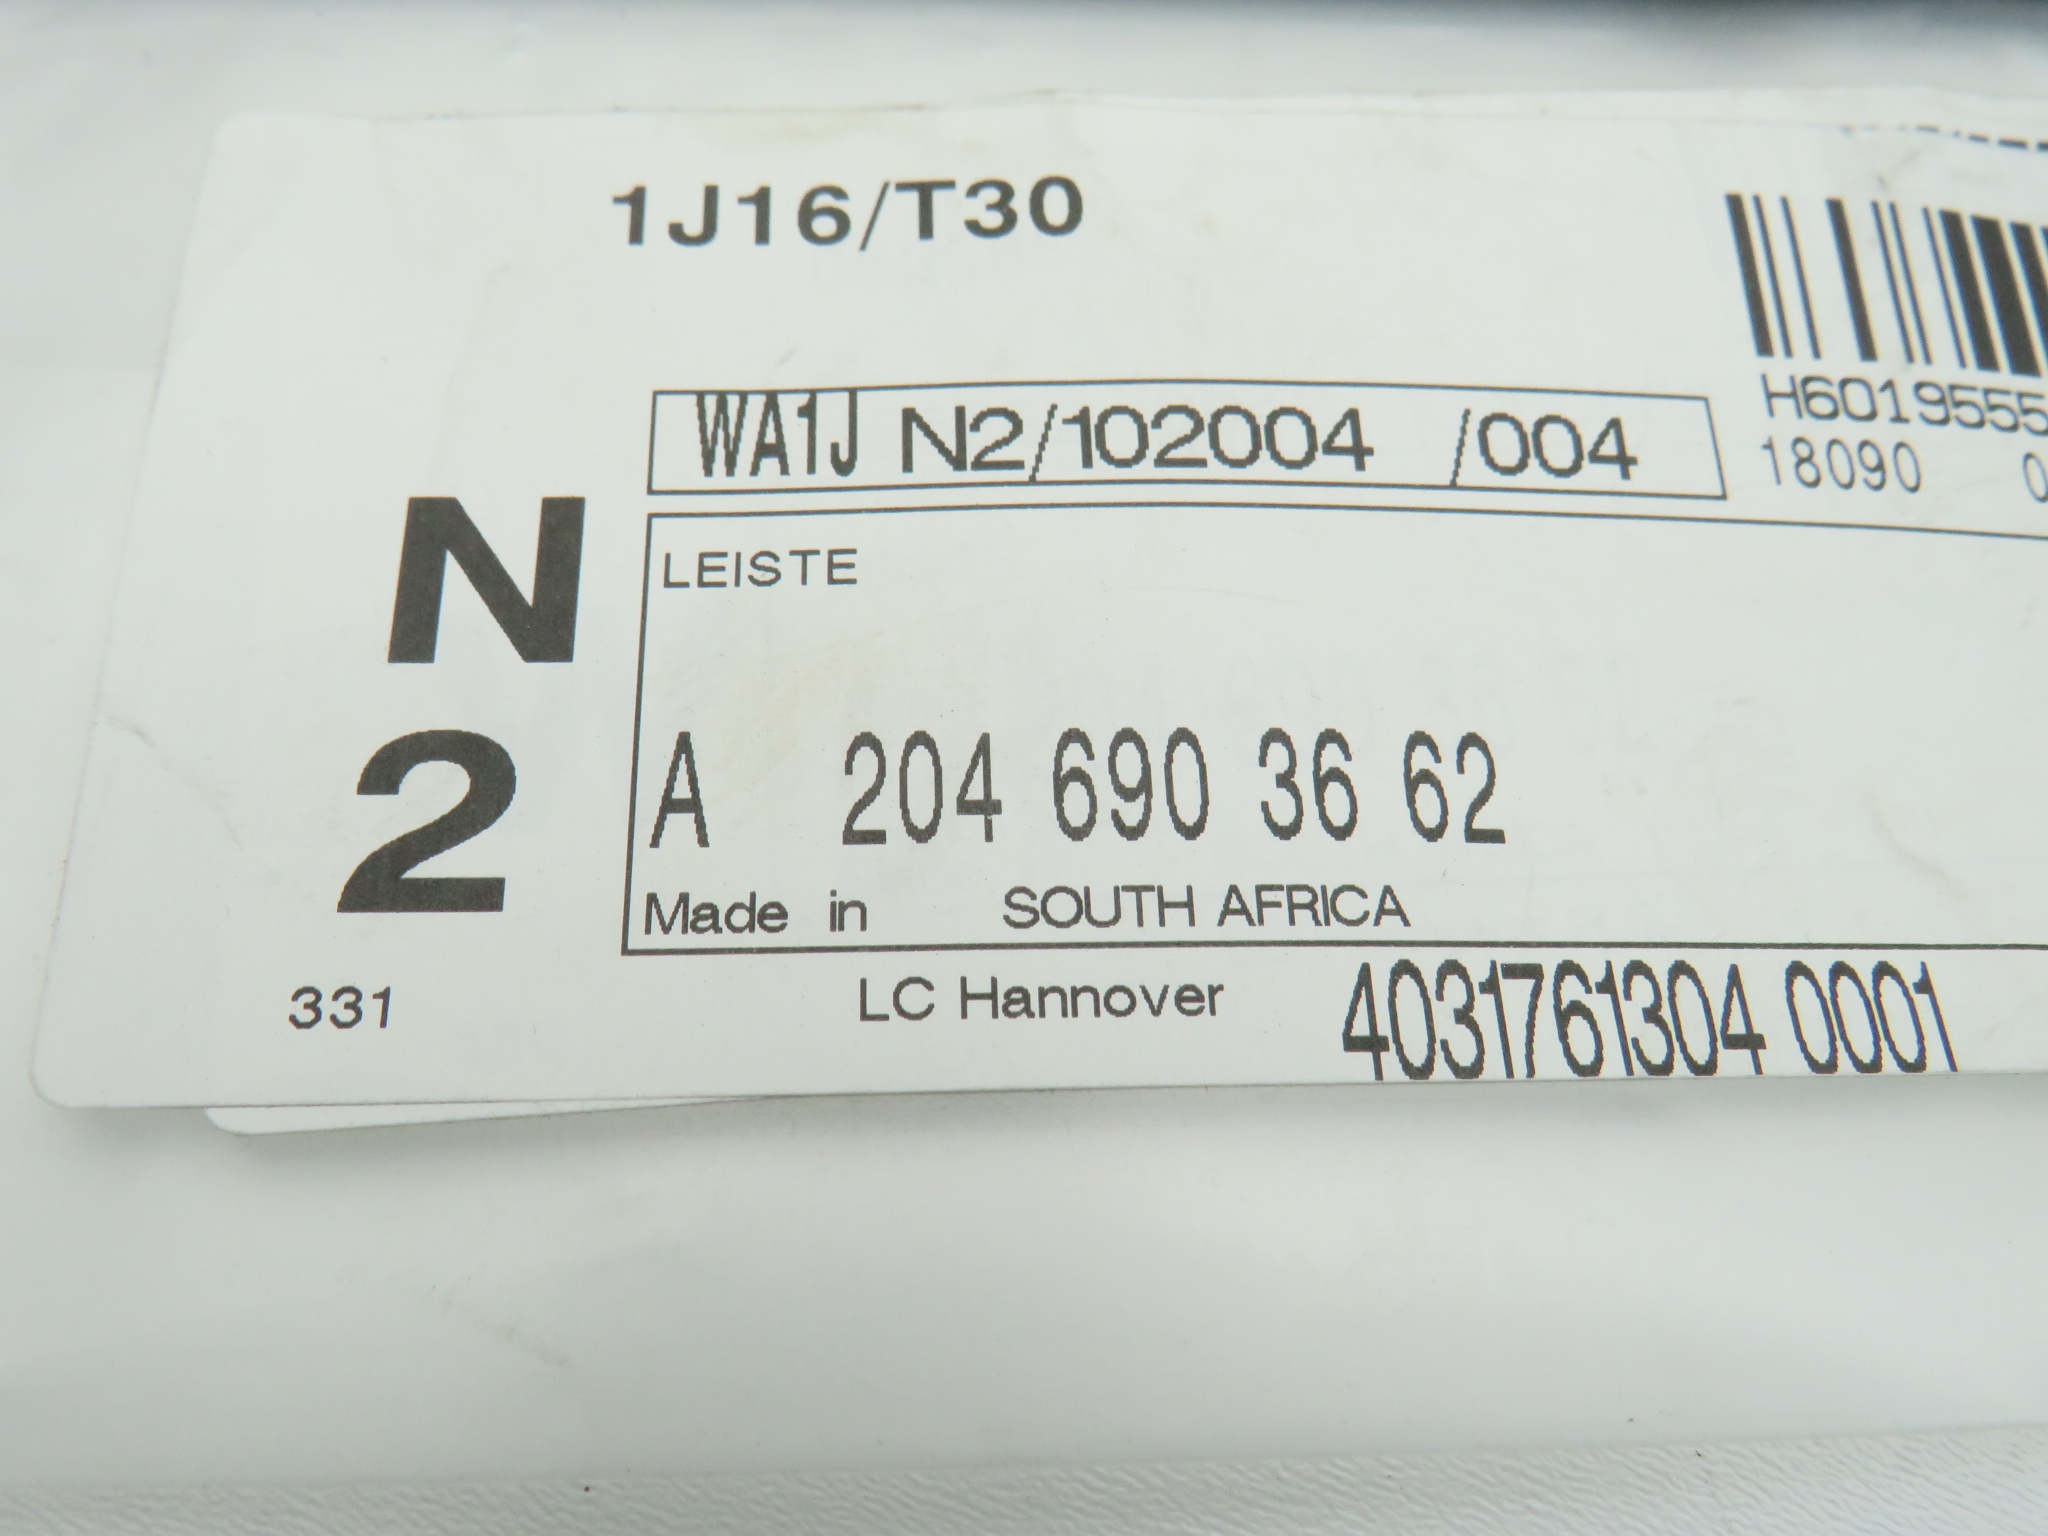 1J16/T30
H6019555
18090 0
WA1J N2/102004 /004
N
2
LEISTE
A 204 690 36 62
Made in SOUTH AFRICA
331
LC Hannover 4031761304 0001